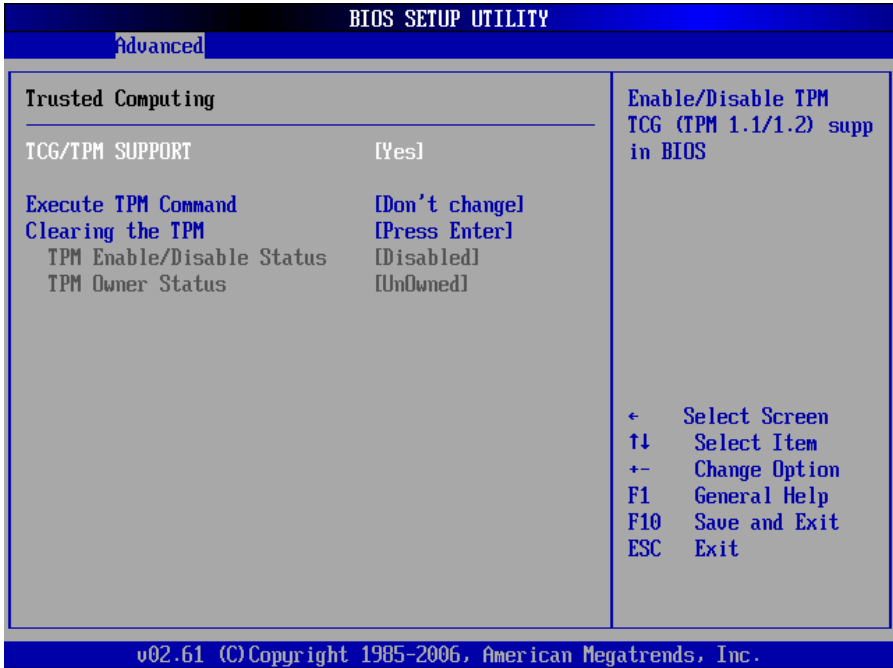 BIOS SETUP UTILITY
Advanced
Trusted Computing
TCG/TPM SUPPORT [Yes]
Execute TPM Command [Don't change]
Clearing the TPM [Press Enter]
TPM Enable/Disable Status [Disabled]
TPM Owner Status [UnOwned]
Enable/Disable TPM
TCG (TPM 1.1/1.2) supp
in BIOS
← Select Screen
↑↓ Select Item
+- Change Option
F1 General Help
F10 Save and Exit
ESC Exit
v02.61 (C)Copyright 1985-2006, American Megatrends, Inc.